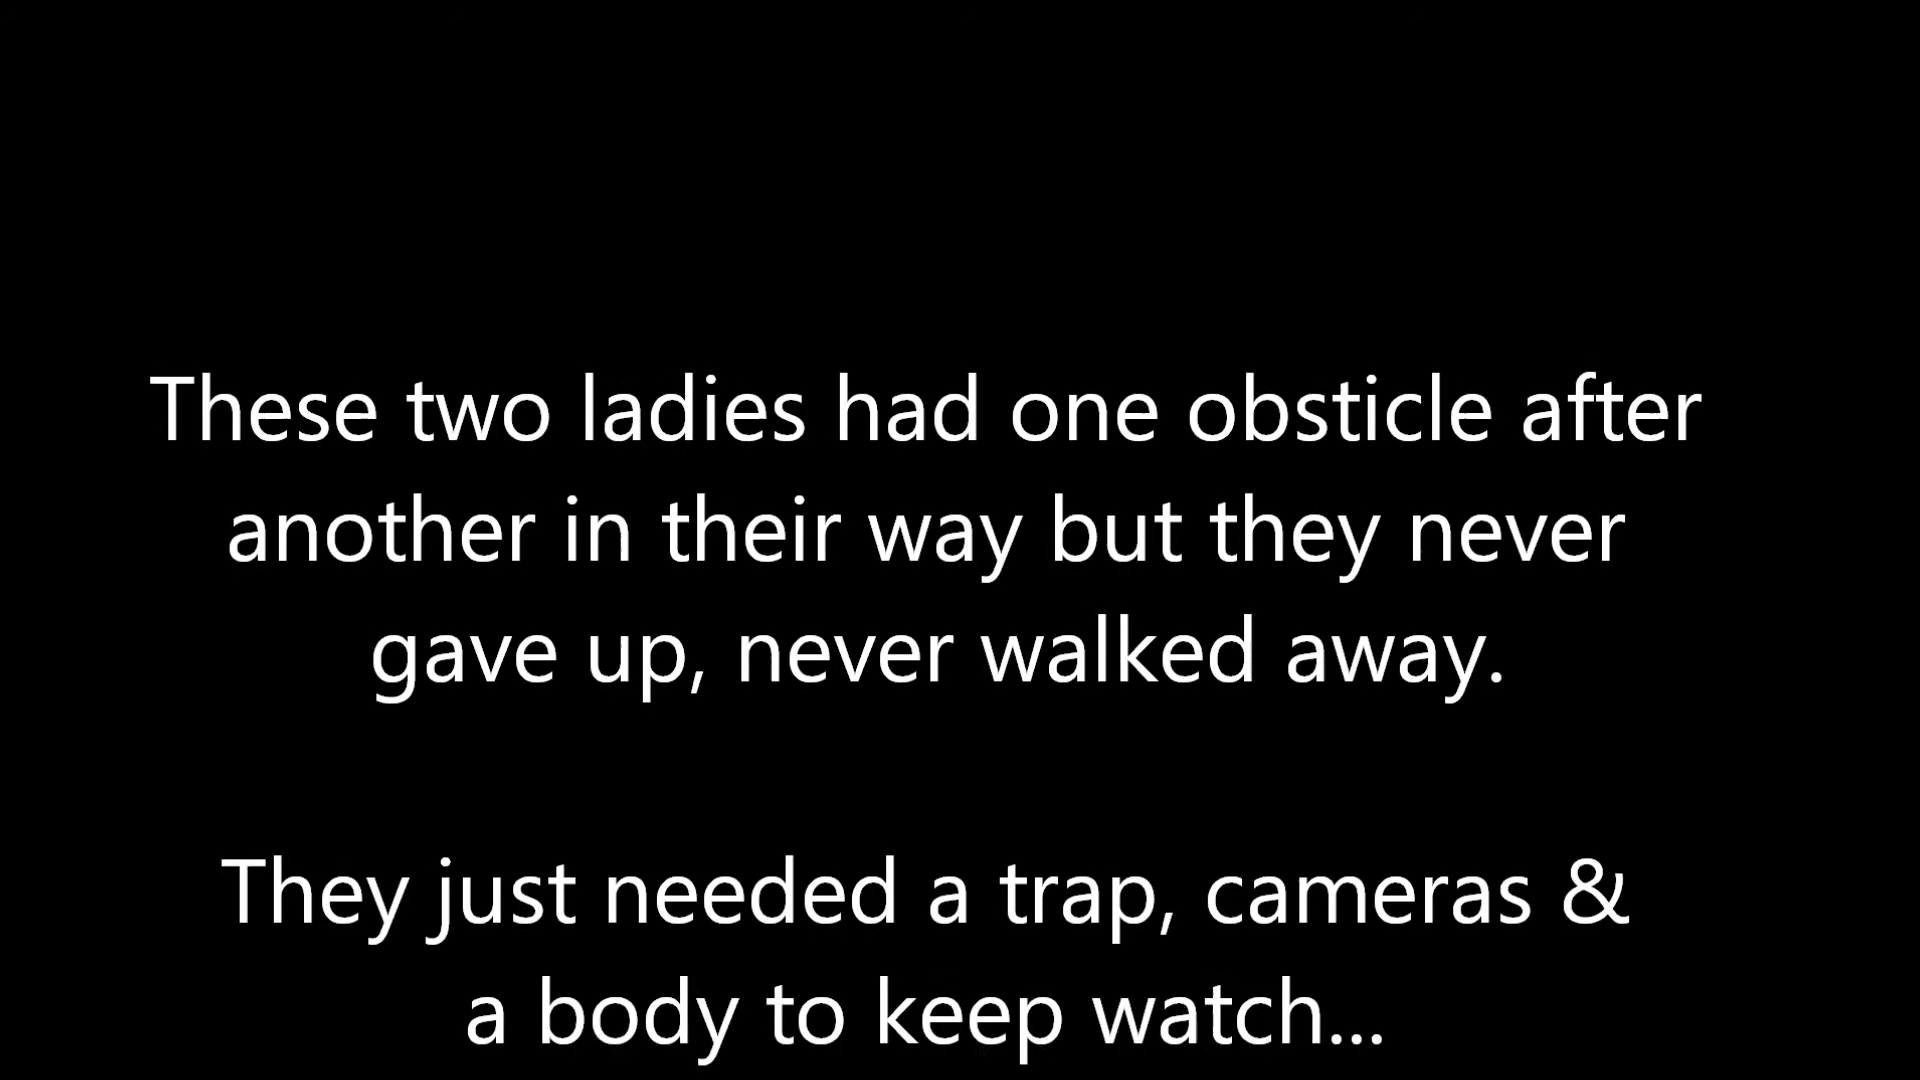 These two ladies had one obsticle after
another in their way but they never
gave up, never walked away.
They just needed a trap, cameras &
a body to keep watch...